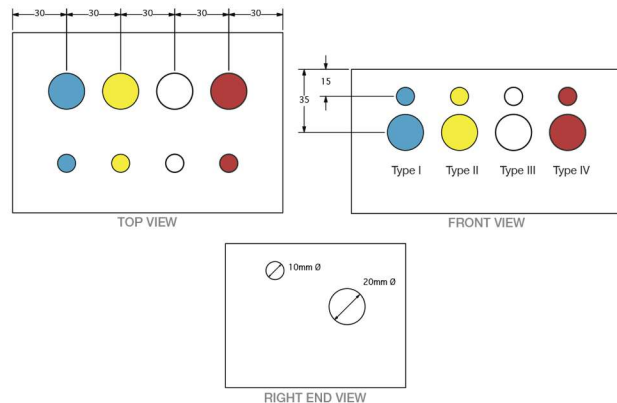 30 30 30 30 30
TOP VIEW
15
35
Type I Type II Type III Type IV
FRONT VIEW
10mm Ø
20mm Ø
RIGHT END VIEW